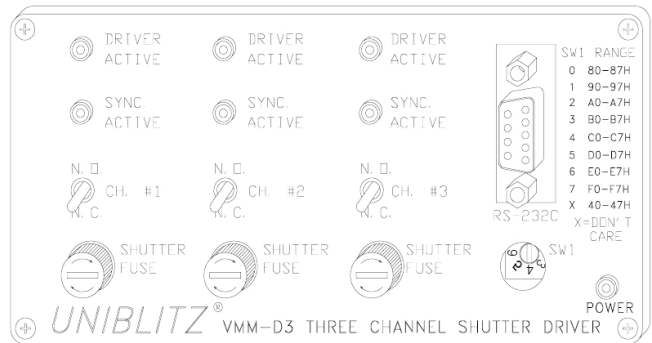 DRIVER ACTIVE
DRIVER ACTIVE
DRIVER ACTIVE
SYNC. ACTIVE
SYNC. ACTIVE
SYNC. ACTIVE
N. O.
N. O.
N. O.
CH. #1
CH. #2
CH. #3
N. C.
N. C.
N. C.
SHUTTER FUSE
SHUTTER FUSE
SHUTTER FUSE
RS-232C
SW1 RANGE
0 80-87H
1 90-97H
2 A0-A7H
3 B0-B7H
4 C0-C7H
5 D0-D7H
6 E0-E7H
7 F0-F7H
X 40-47H
X=DON'T
CARE
SW1
POWER
UNIBLITZ® VMM-D3 THREE CHANNEL SHUTTER DRIVER